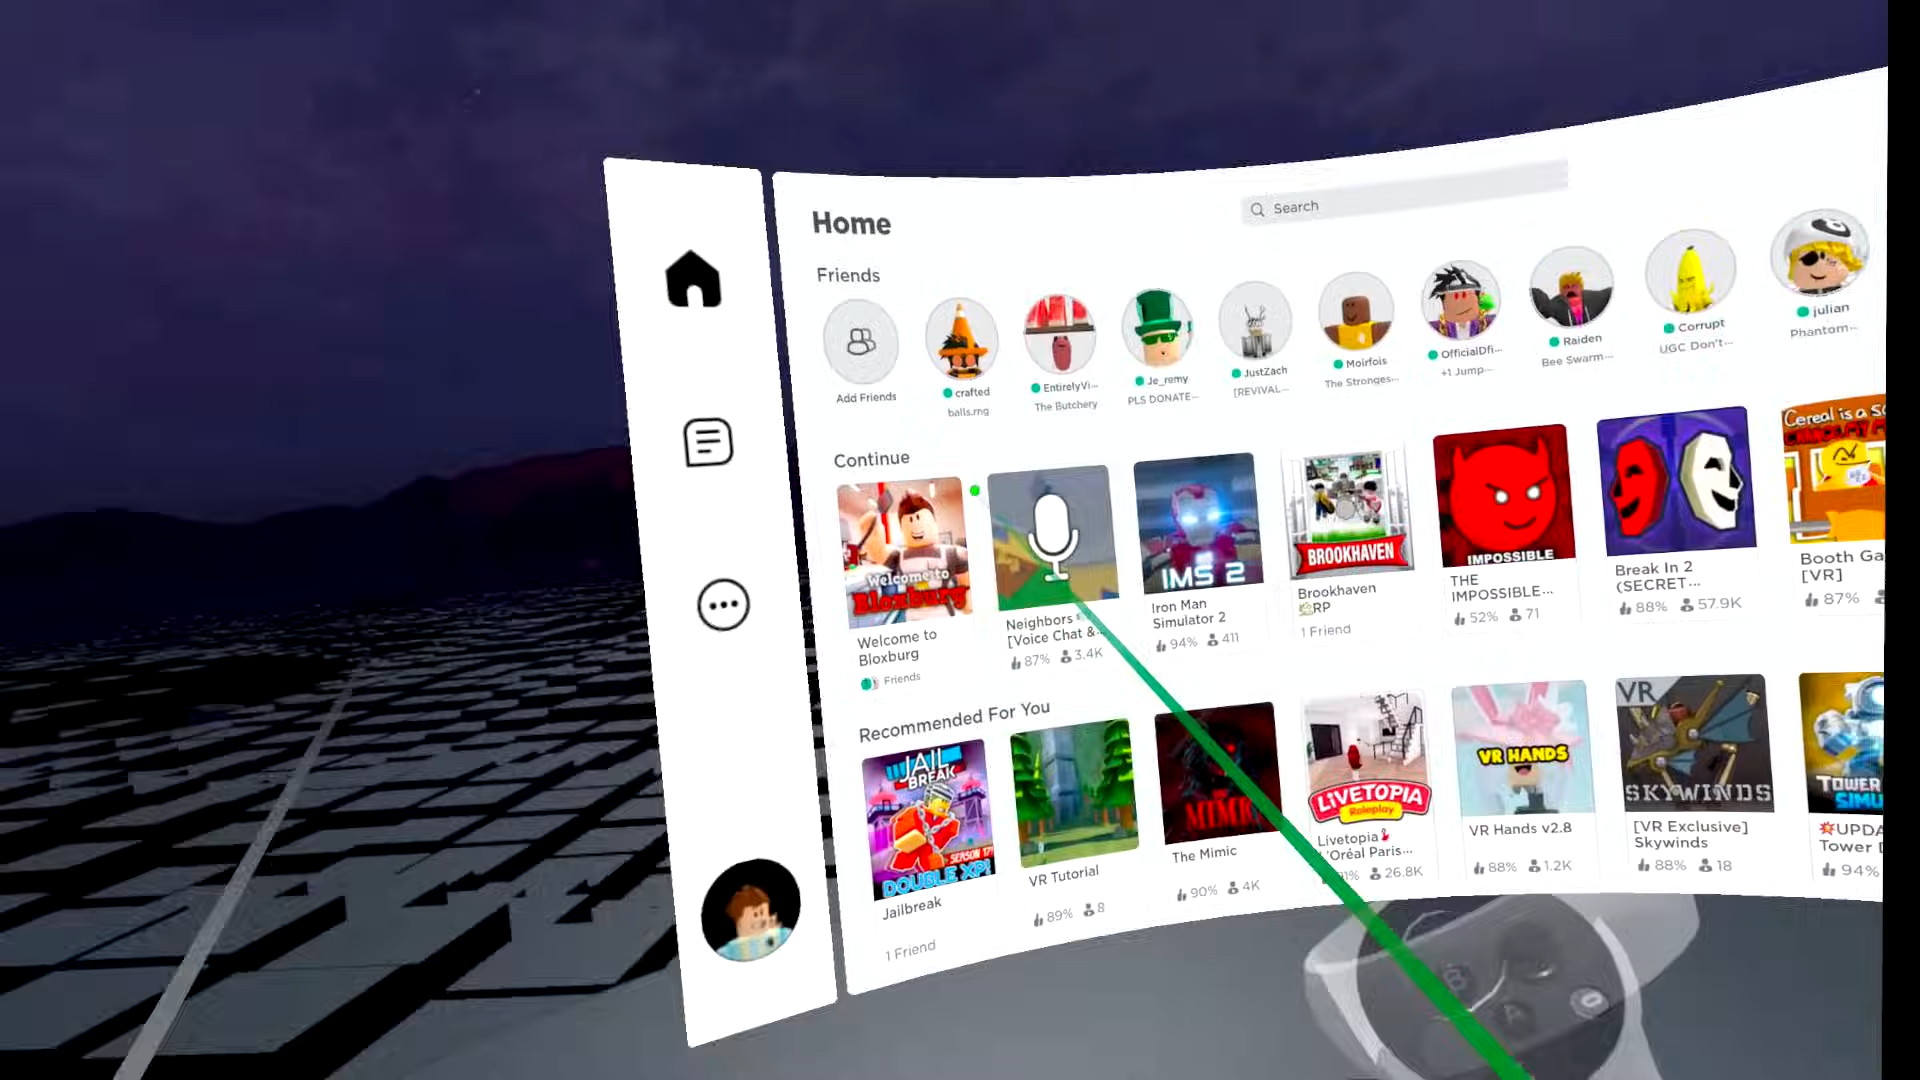 Home
Search
Friends
Add Friends
crafted
balls.rng
EntirelyVi...
The Butchery
Je_remy
PLS DONATE...
JustZach
[REVIVAL...
Moirfois
The Stronges...
OfficialDfi...
+1 Jump...
Raiden
Bee Swarm...
Corrupt
UGC Don't...
julian
Phantom...
Continue
Welcome to
Bloxburg
Welcome to
Bloxburg
Friends
Neighbors
[Voice Chat &...
87% 3.4K
IMS 2
Iron Man
Simulator 2
94% 411
BROOKHAVEN
Brookhaven
RP
1 Friend
IMPOSSIBLE
THE
IMPOSSIBLE...
52% 71
Break In 2
(SECRET...
88% 57.9K
Cereal is a
Booth Ga
[VR]
87%
Recommended For You
JAIL
BREAK
SEASON 17
DOUBLE XP!
Jailbreak
1 Friend
VR Tutorial
89% 8
The Mimic
90% 4K
LIVETOPIA
Roleplay
Livetopia
L'Oréal Paris...
91% 26.8K
VR HANDS
VR Hands v2.8
88% 1.2K
VR
SKYWINDS
[VR Exclusive]
Skywinds
88% 18
TOWER
SIMU
UPDA
Tower D
94%
B
A